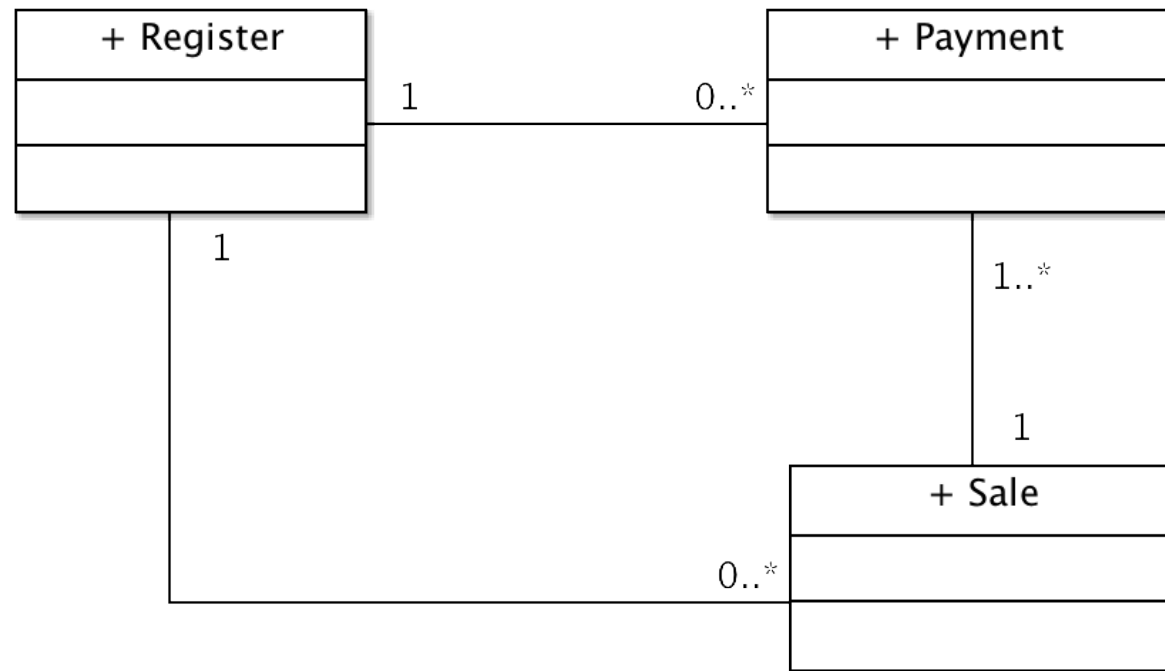 + Register
+ Payment
1
0..*
1
1..*
1
+ Sale
0..*